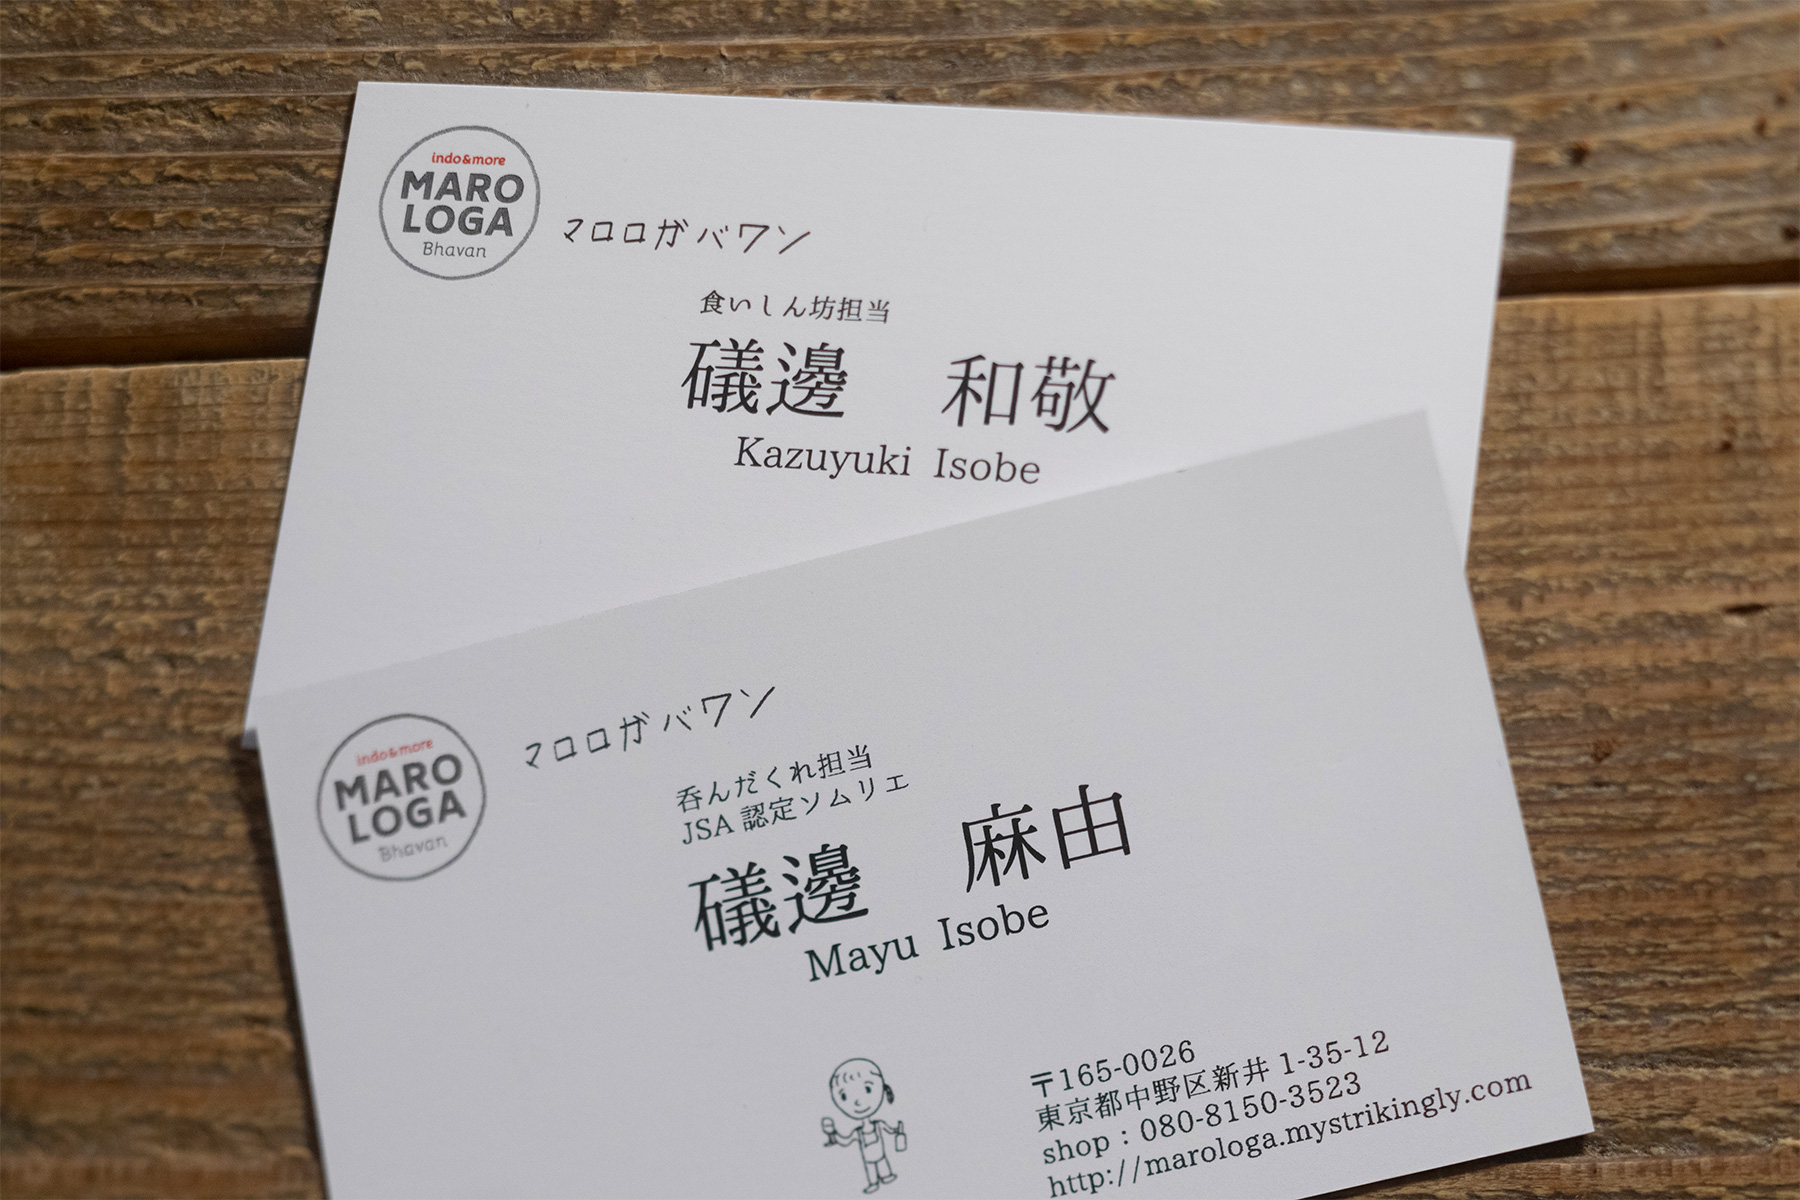 indo&more
MARO
LOGA
Bhavan
マロロガバワン
食いしん坊担当
礒邊 和敬
Kazuyuki Isobe
indo&more
MARO
LOGA
Bhavan
マロロガバワン
呑んだくれ担当
JSA 認定ソムリエ
礒邊 麻由
Mayu Isobe
〒165-0026
東京都中野区新井 1-35-12
shop : 080-8150-3523
http://marologa.mystrikingly.com